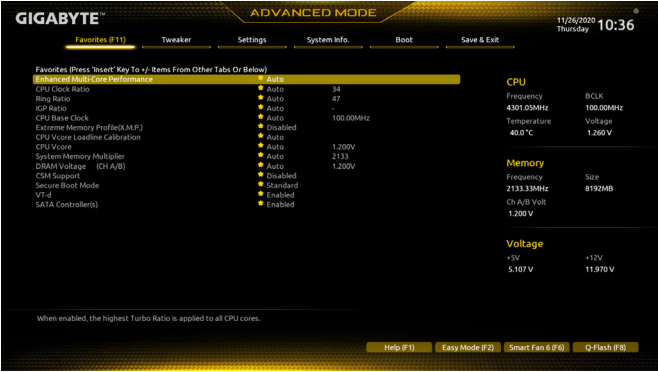 GIGABYTE™ ADVANCED MODE 11/26/2020 Thursday 10:36
Favorites (F11) Tweaker Settings System Info. Boot Save & Exit
Favorites (Press 'Insert' Key To +/- Items From Other Tabs Or Below)
Enhanced Multi-Core Performance Auto
CPU Clock Ratio Auto 34
Ring Ratio Auto 47
IGP Ratio Auto -
CPU Base Clock Auto 100.00MHz
Extreme Memory Profile(X.M.P.) Disabled
CPU Vcore Loadline Calibration Auto
CPU Vcore Auto 1.200V
System Memory Multiplier Auto 2133
DRAM Voltage (CH A/B) Auto 1.200V
CSM Support Disabled
Secure Boot Mode Standard
VT-d Enabled
SATA Controller(s) Enabled
CPU
Frequency BCLK
4301.05MHz 100.00MHz
Temperature Voltage
40.0 °C 1.260 V
Memory
Frequency Size
2133.33MHz 8192MB
Ch A/B Volt
1.200 V
Voltage
+5V +12V
5.107 V 11.970 V
When enabled, the highest Turbo Ratio is applied to all CPU cores.
Help (F1) Easy Mode (F2) Smart Fan 6 (F6) Q-Flash (F8)